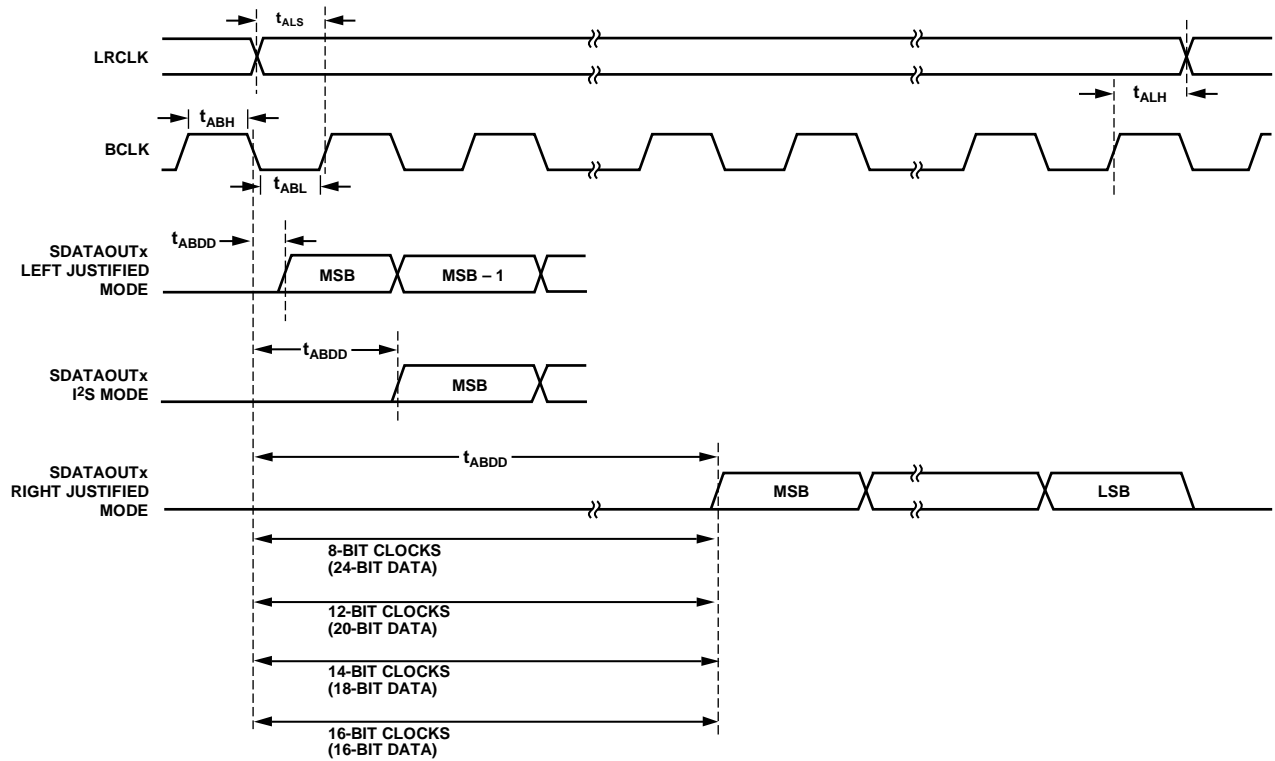 tALS
LRCLK
tALH
tABH
BCLK
tABL
tABDD
SDATAOUTx
LEFT JUSTIFIED
MODE
MSB
MSB – 1
tABDD
SDATAOUTx
I2S MODE
MSB
tABDD
SDATAOUTx
RIGHT JUSTIFIED
MODE
MSB
LSB
8-BIT CLOCKS
(24-BIT DATA)
12-BIT CLOCKS
(20-BIT DATA)
14-BIT CLOCKS
(18-BIT DATA)
16-BIT CLOCKS
(16-BIT DATA)